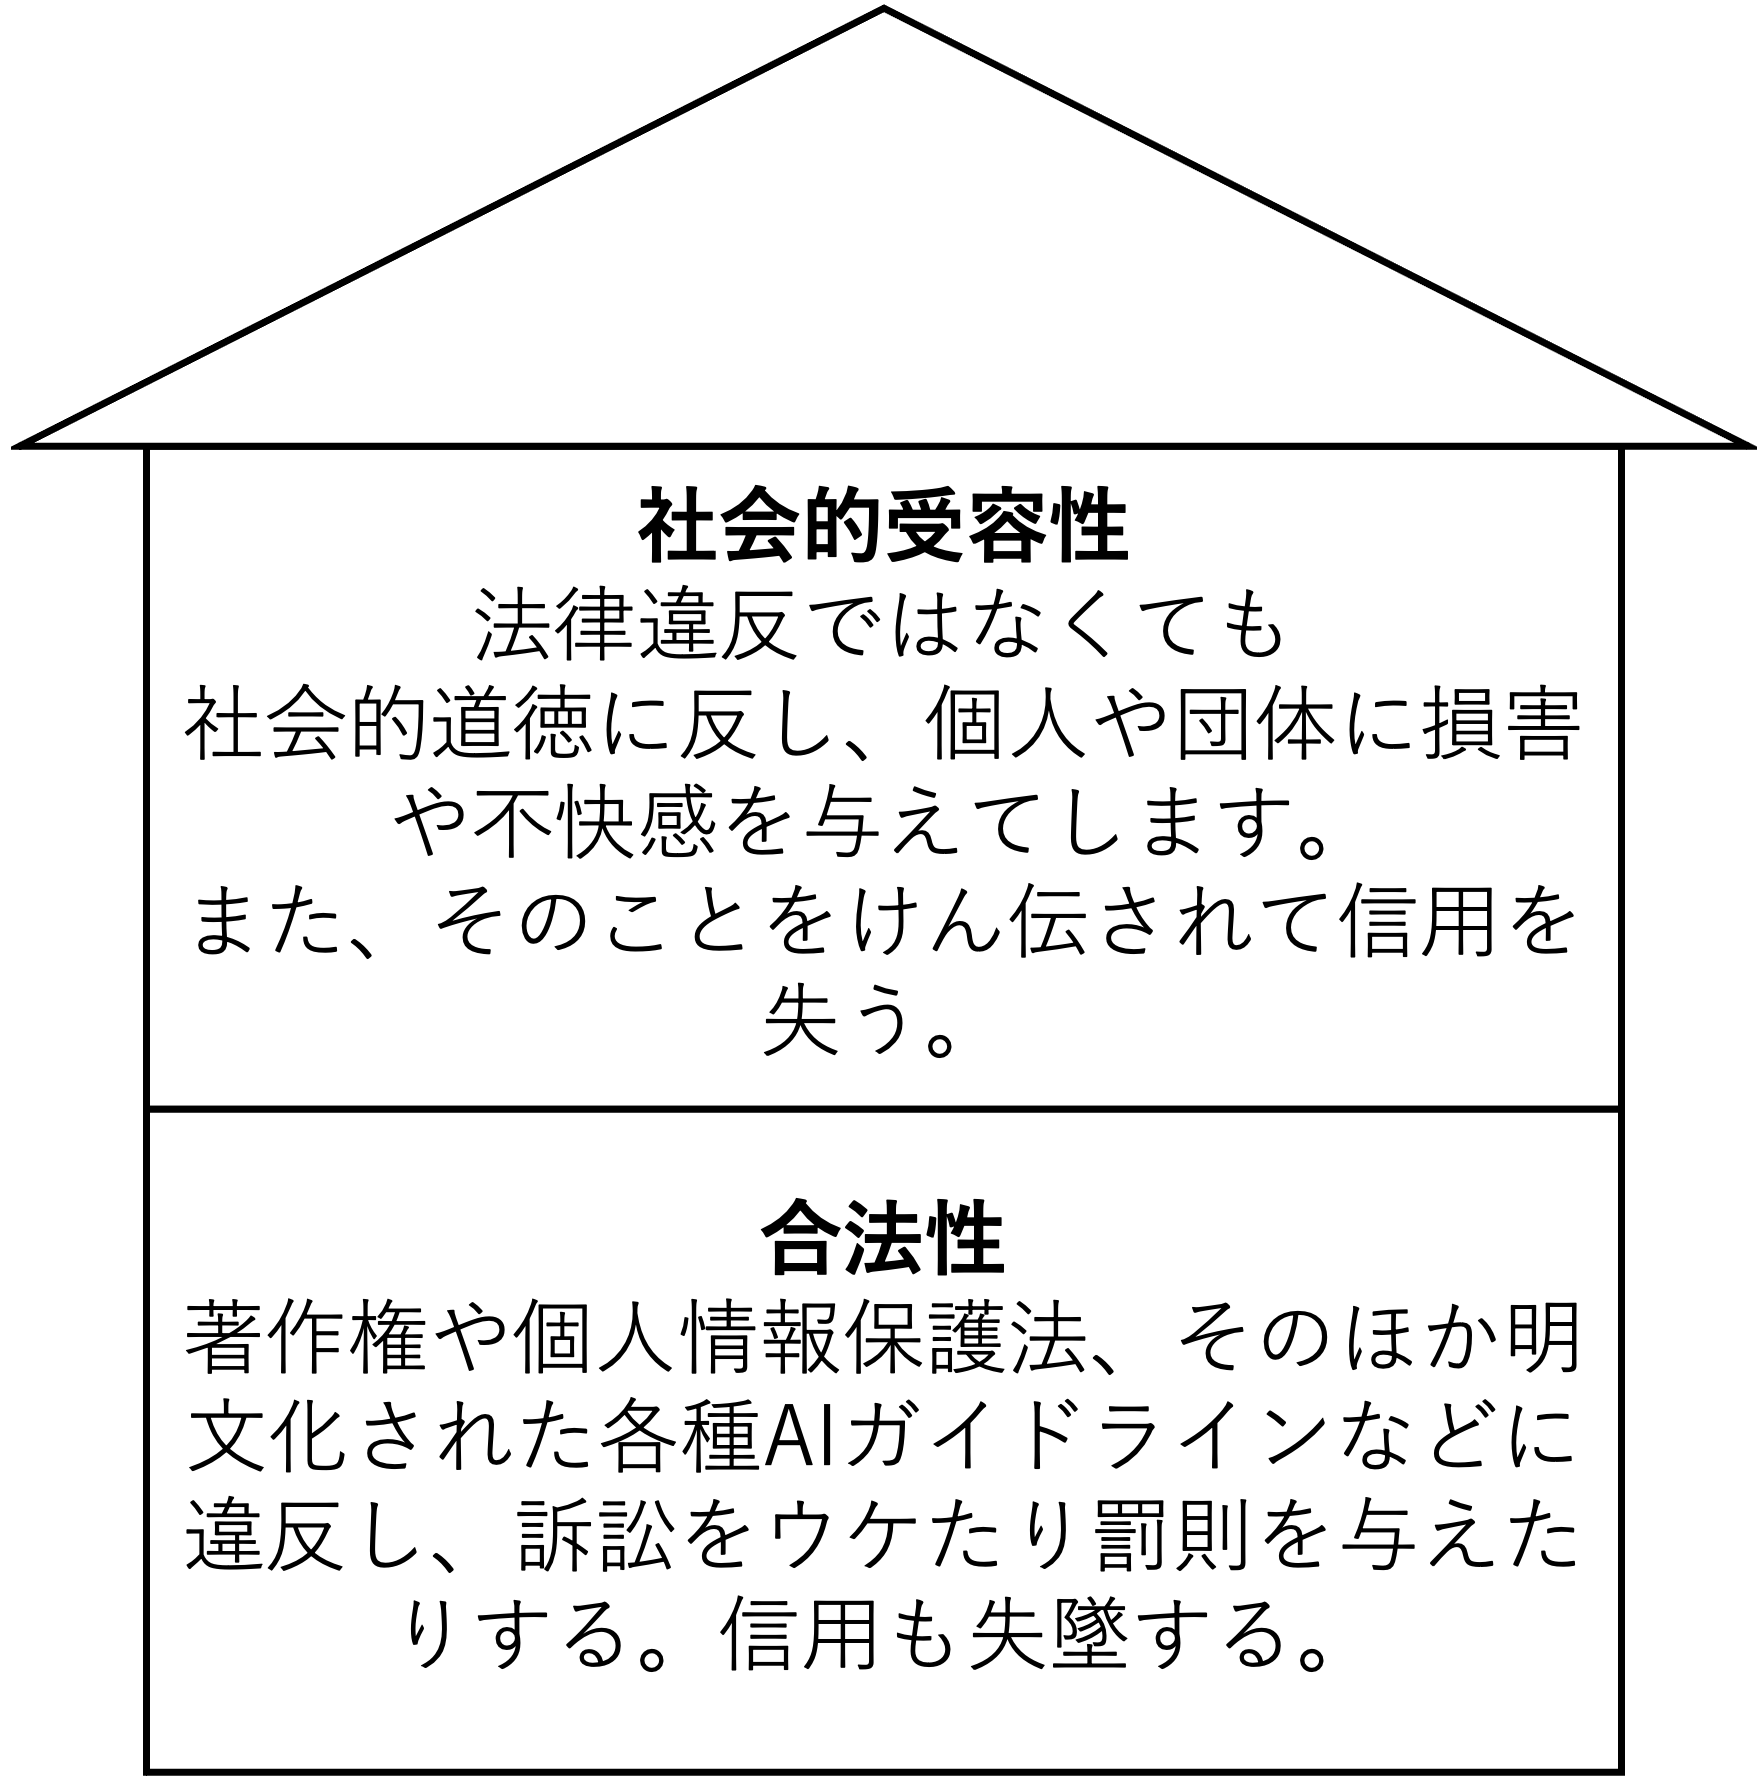 社会的受容性
法律違反ではなくても
社会的道徳に反し、個人や団体に損害
や不快感を与えてします。
また、そのことをけん伝されて信用を
失う。
合法性
著作権や個人情報保護法、そのほか明
文化された各種AIガイドラインなどに
違反し、訴訟をウケたり罰則を与えた
りする。信用も失墜する。